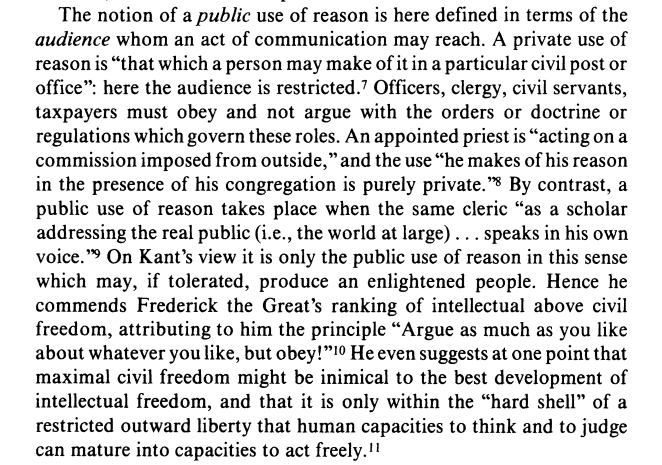 The notion of a public use of reason is here defined in terms of the
audience whom an act of communication may reach. A private use of
reason is “that which a person may make of it in a particular civil post or
office”: here the audience is restricted.7 Officers, clergy, civil servants,
taxpayers must obey and not argue with the orders or doctrine or
regulations which govern these roles. An appointed priest is “acting on a
commission imposed from outside,” and the use “he makes of his reason
in the presence of his congregation is purely private.”8 By contrast, a
public use of reason takes place when the same cleric “as a scholar
addressing the real public (i.e., the world at large) . . . speaks in his own
voice.”9 On Kant’s view it is only the public use of reason in this sense
which may, if tolerated, produce an enlightened people. Hence he
commends Frederick the Great’s ranking of intellectual above civil
freedom, attributing to him the principle “Argue as much as you like
about whatever you like, but obey!”10 He even suggests at one point that
maximal civil freedom might be inimical to the best development of
intellectual freedom, and that it is only within the “hard shell” of a
restricted outward liberty that human capacities to think and to judge
can mature into capacities to act freely.11